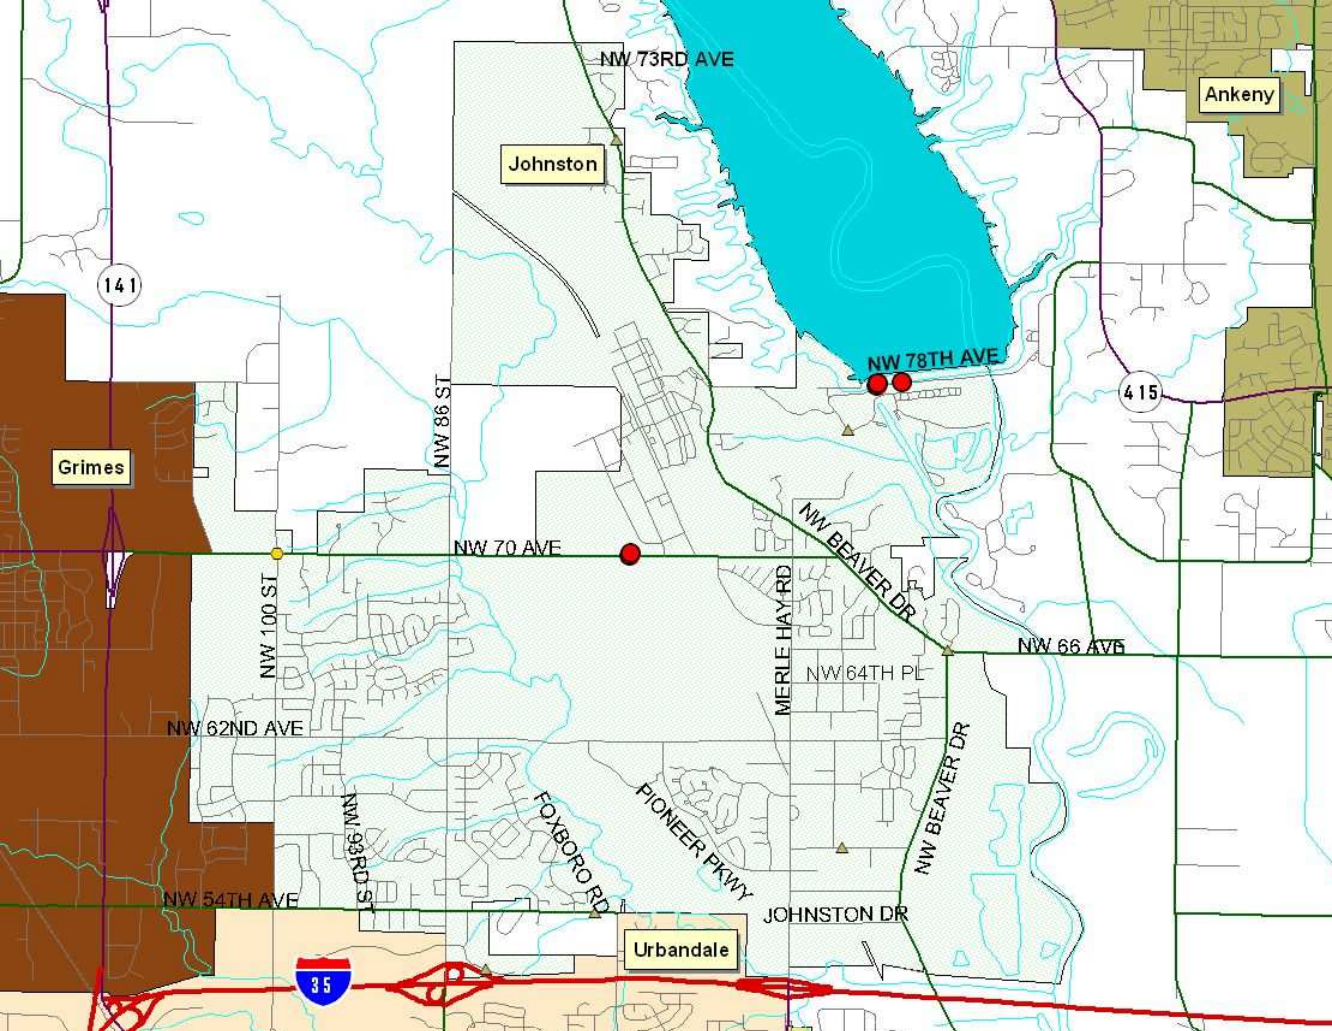 NW 73RD AVE
Ankeny
Johnston
141
NW 78TH AVE
415
NW 86 ST
Grimes
NW 70 AVE
NW BEAVER DR
NW 100 ST
MERLE HAY RD
NW 66 AVE
NW 64TH PL
NW 62ND AVE
NW BEAVER DR
NW 93RD ST
FOXBORO RD
PIONEER PKWY
NW 54TH AVE
JOHNSTON DR
Urbandale
35